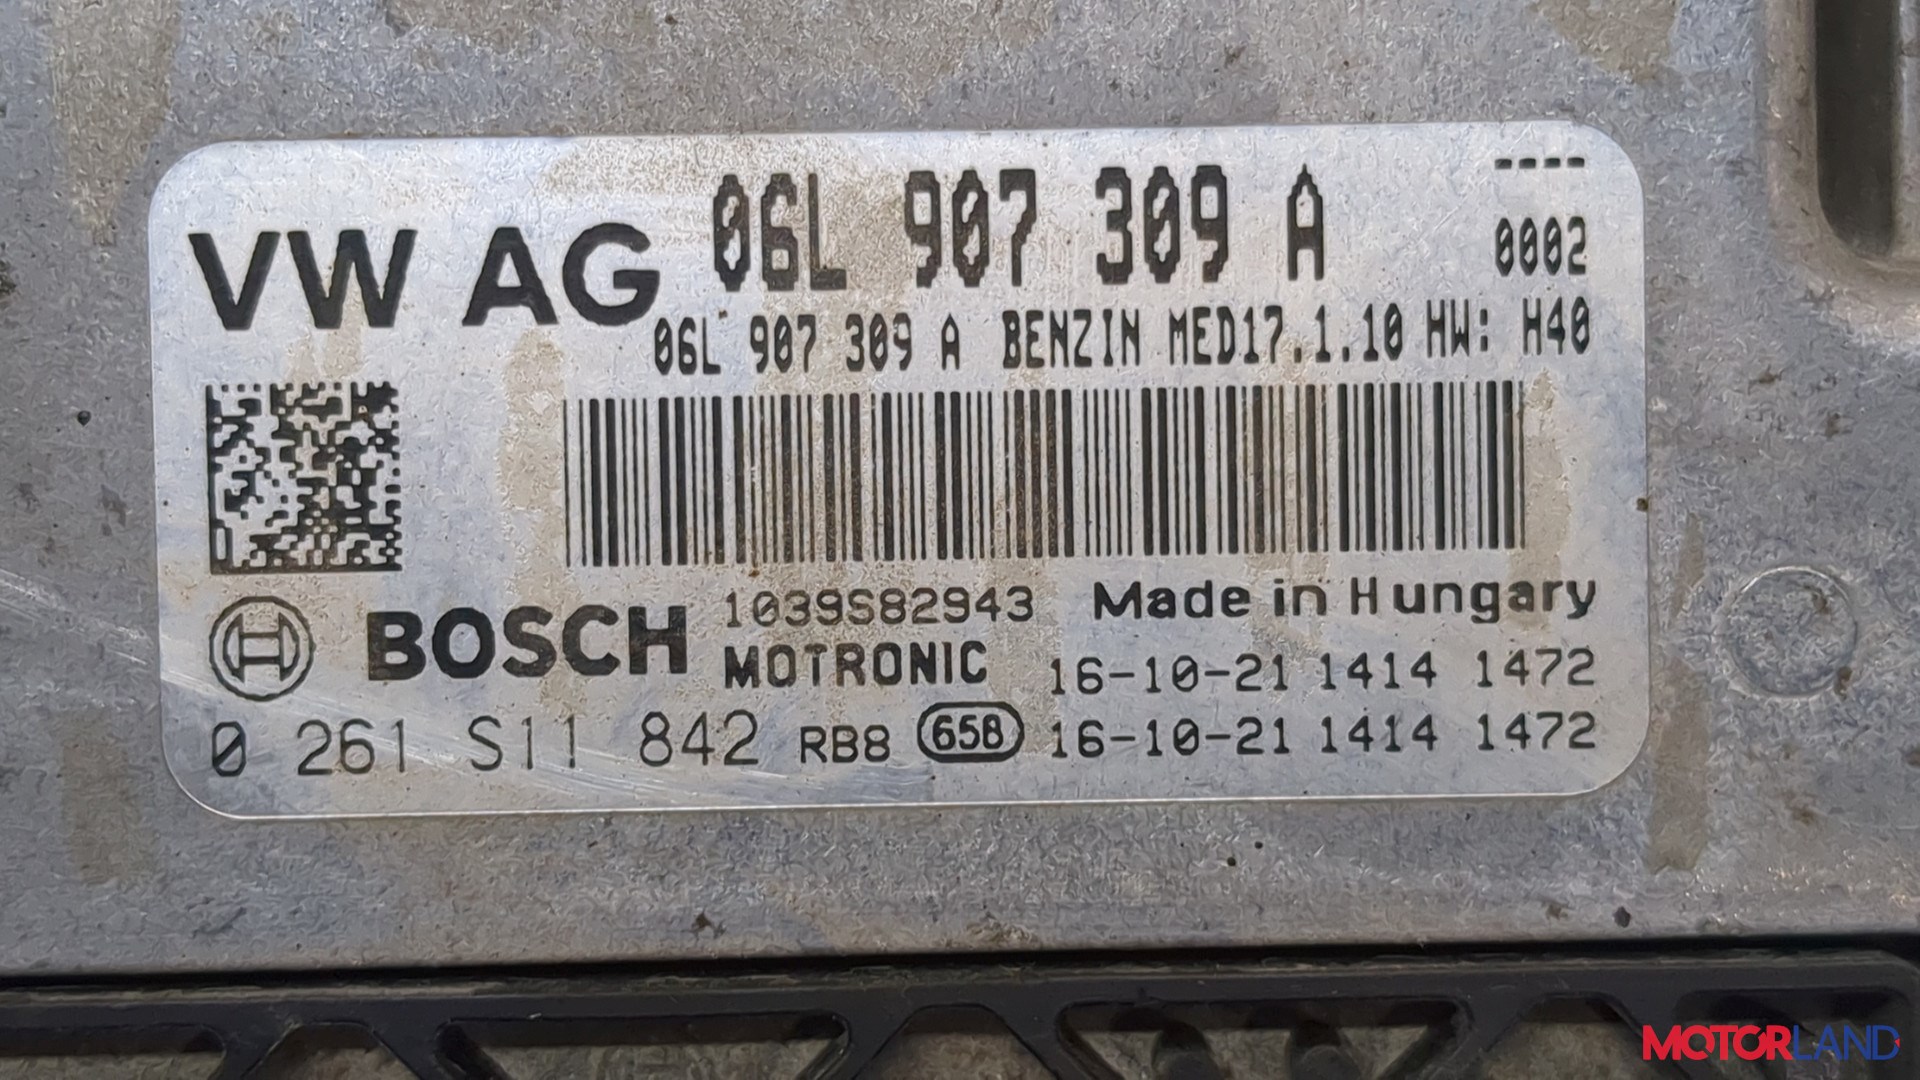 VW AG 06L 907 309 A ----
0002
06L 907 309 A BENZIN MED17.1.10 HW: H40
BOSCH 1039S82943 Made in Hungary
MOTRONIC 16-10-21 1414 1472
0 261 S11 842 RB8 65B 16-10-21 1414 1472
MOTORLAND